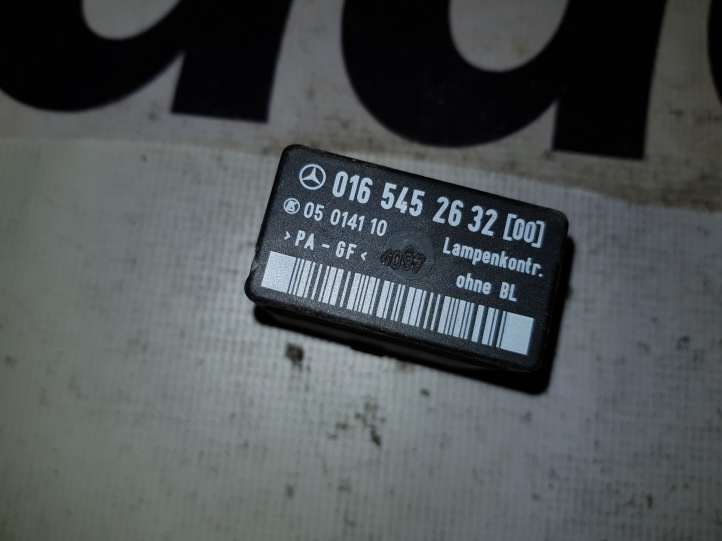 016 545 26 32 [00]
05 0141 10
>PA-GF< Lampenkontr.
ohne BL